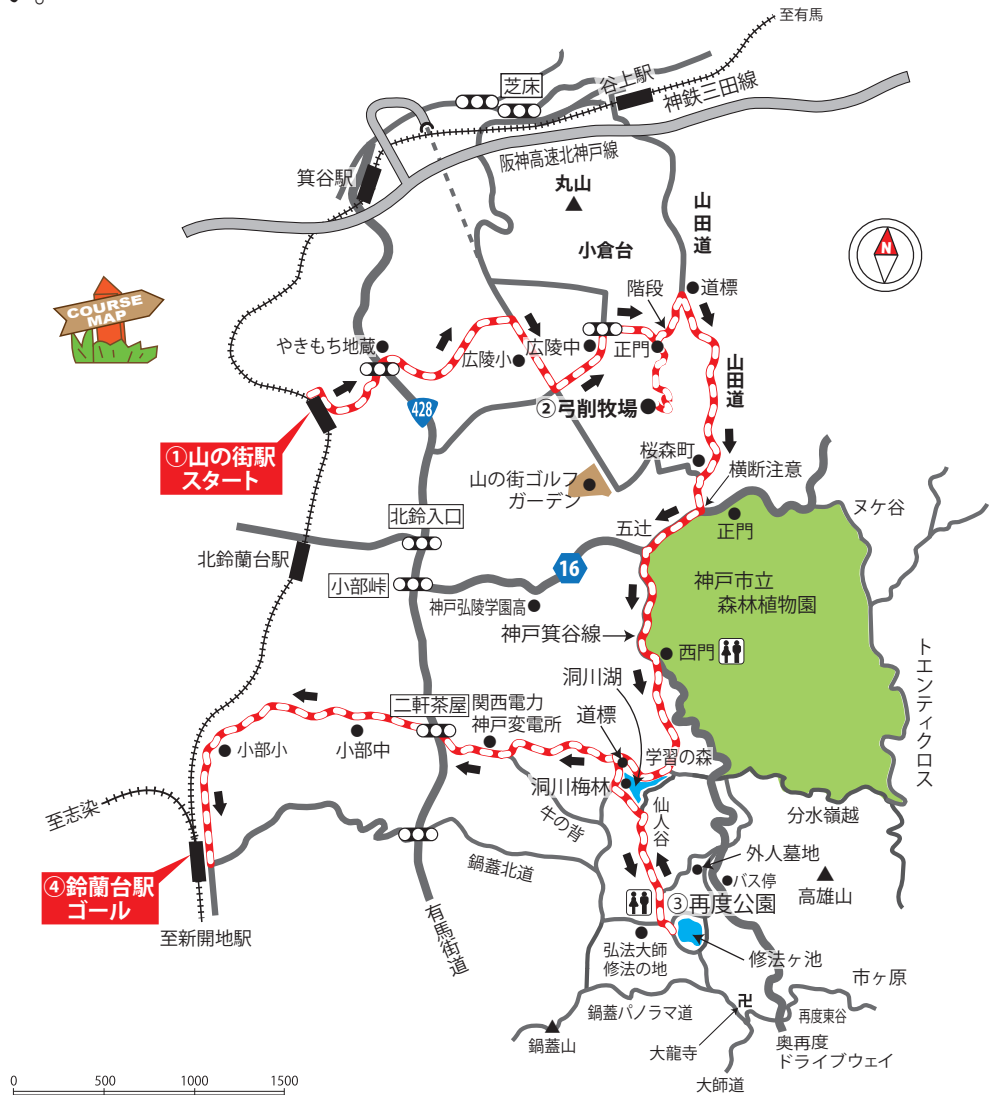 い。
至有馬
芝床
谷上駅
神鉄三田線
阪神高速北神戸線
箕谷駅
丸山
山田道
小倉台
N
階段
道標
COURSE
MAP
やきもち地蔵
広陵小
広陵中
正門
山田道
428
②弓削牧場
①山の街駅
スタート
桜森町
横断注意
山の街ゴルフ
ガーデン
北鈴入口
五辻
正門
ヌケ谷
北鈴蘭台駅
小部峠
16
神戸弘陵学園高
神戸市立
森林植物園
神戸箕谷線
西門
洞川湖
トエンティクロス
二軒茶屋
関西電力
神戸変電所
道標
学習の森
小部小
小部中
洞川梅林
至志染
牛の背
仙人谷
分水嶺越
鍋蓋北道
外人墓地
バス停
高雄山
④鈴蘭台駅
ゴール
③再度公園
至新開地駅
有馬街道
弘法大師
修法の地
修法ヶ池
市ヶ原
鍋蓋パノラマ道
卍
再度東谷
鍋蓋山
大龍寺
奥再度
ドライブウェイ
大師道
0 500 1000 1500